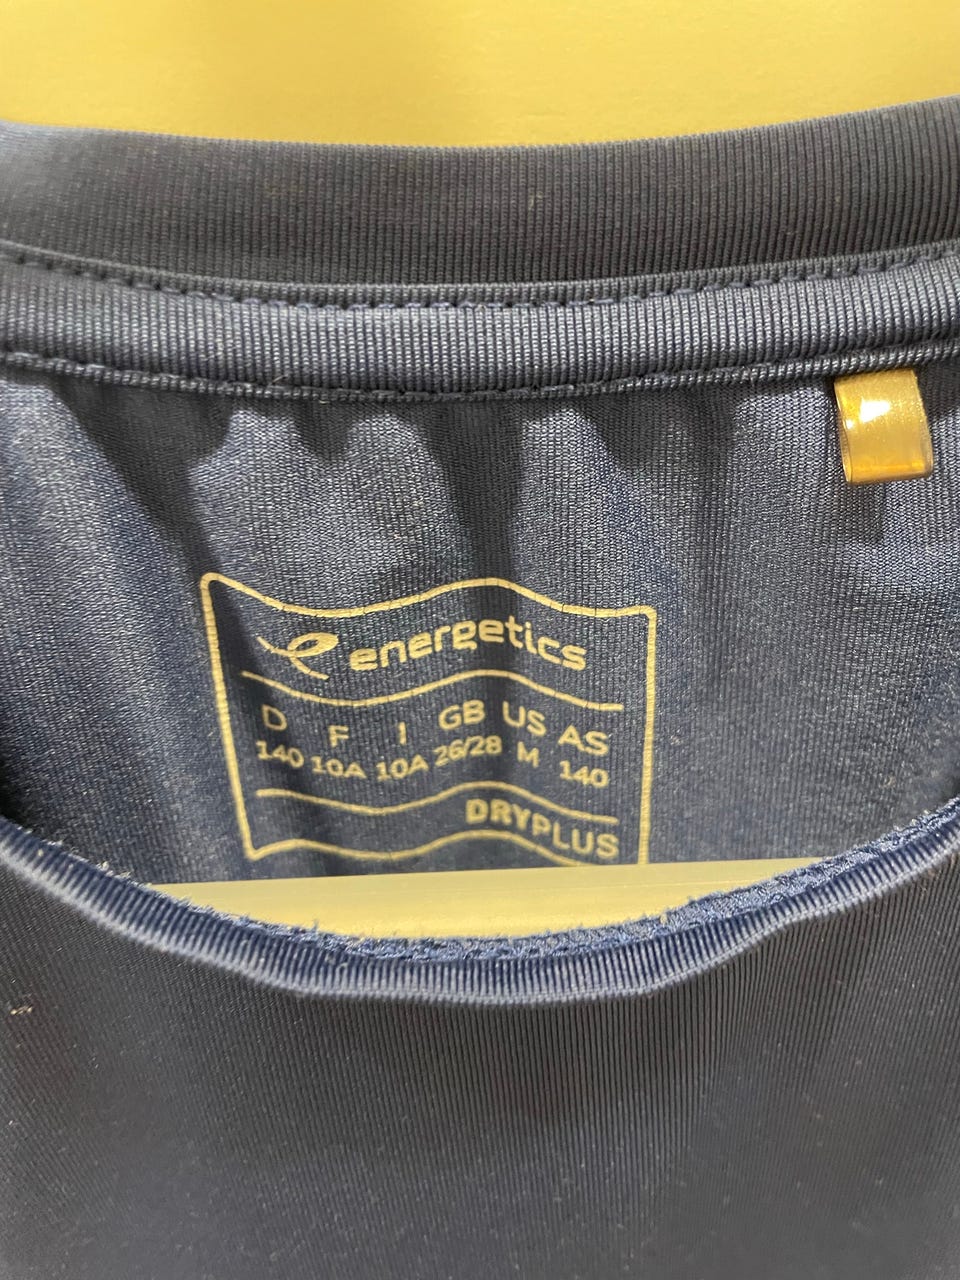 energetics
D F I GB US AS
140 10A 10A 26/28 M 140
DRYPLUS